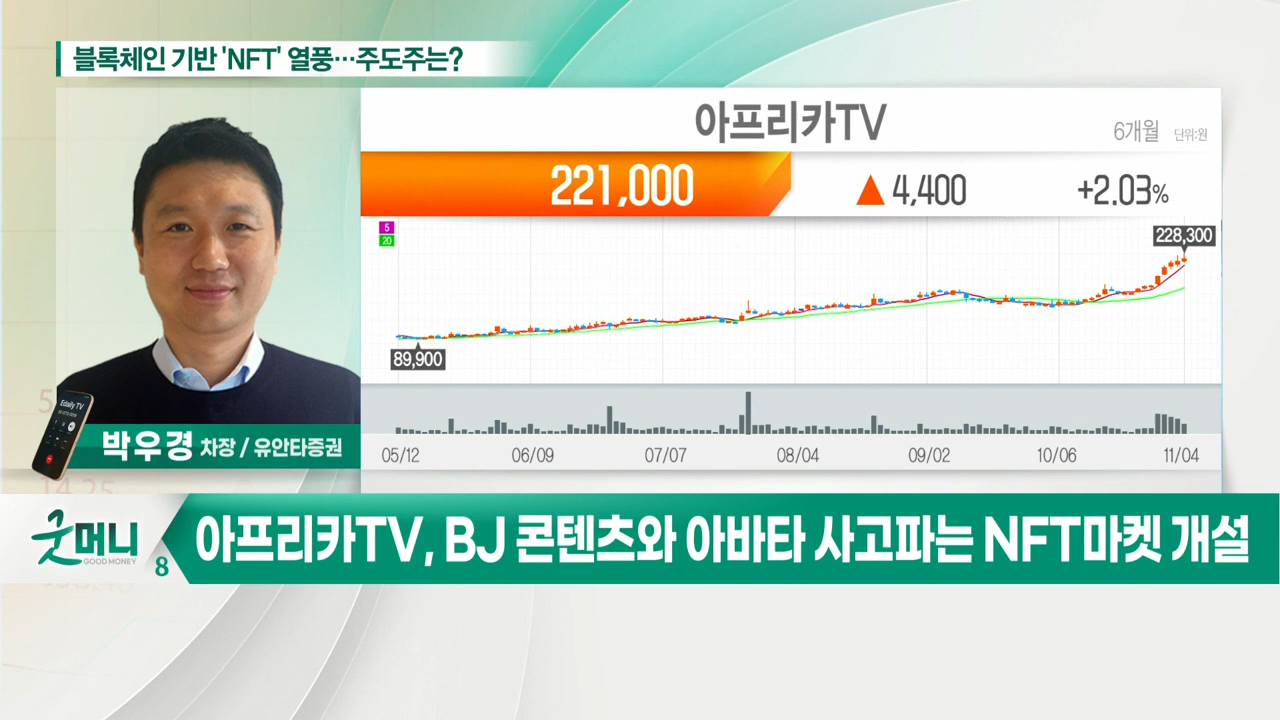 블록체인 기반 'NFT' 열풍…주도주는?
아프리카TV
6개월 단위:원
221,000 ▲ 4,400 +2.03%
5
20
228,300
89,900
05/12 06/09 07/07 08/04 09/02 10/06 11/04
Edaily TV
박우경 차장 / 유안타증권
굿머니
GOOD MONEY
8
아프리카TV, BJ 콘텐츠와 아바타 사고파는 NFT마켓 개설